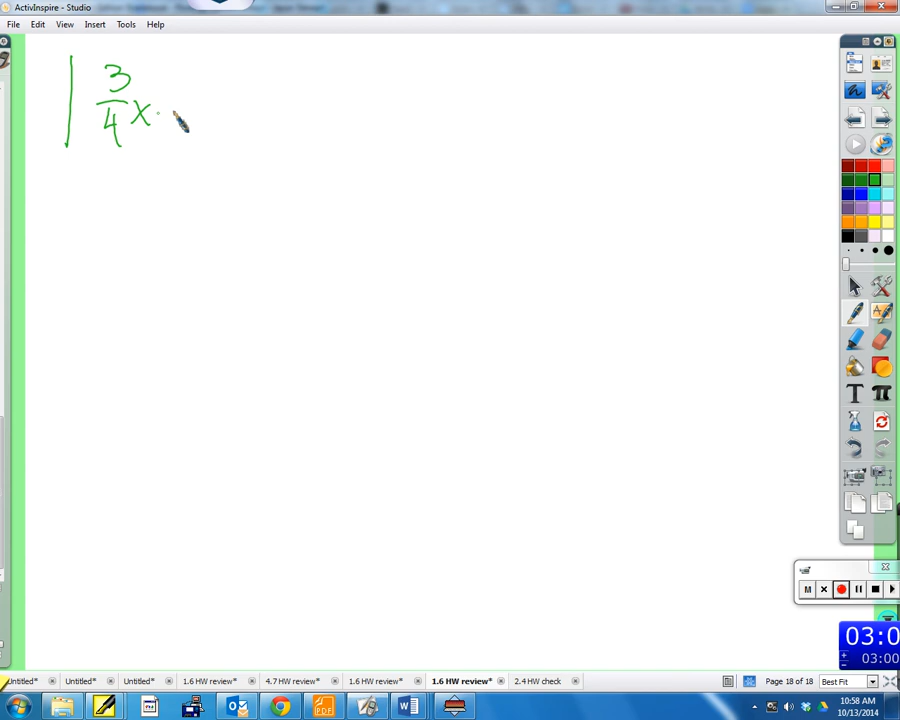 ActivInspire - Studio
File Edit View Insert Tools Help
| 3/4 x
M
03:0
03:00
Untitled* Untitled* Untitled* 1.6 HW review* 4.7 HW review* 1.6 HW review* 1.6 HW review* 2.4 HW check Page 18 of 18 Best Fit
10:58 AM
10/13/2014